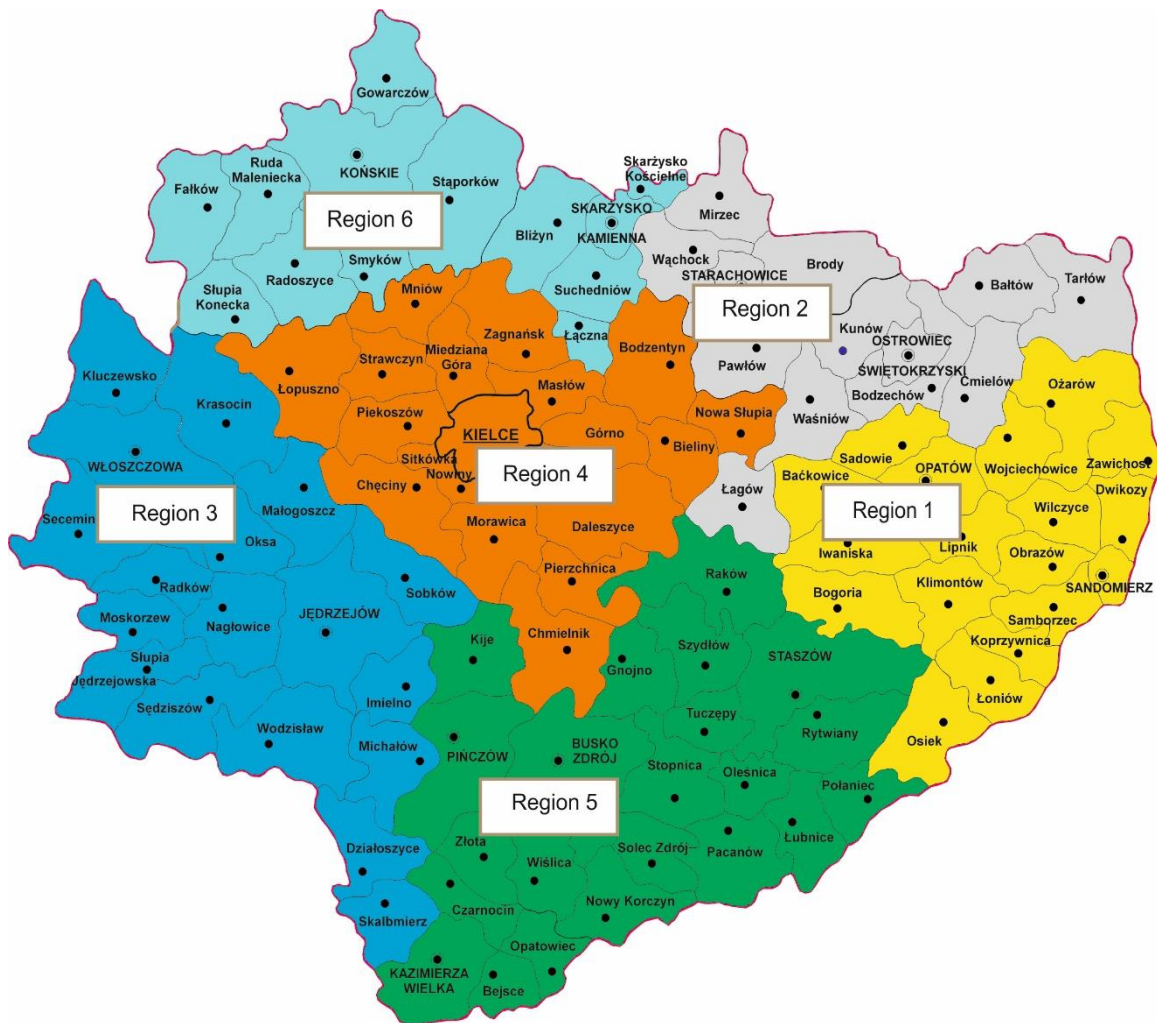 Gowarczów
Ruda
Maleniecka
KOŃSKIE
Stąporków
Fałków
Region 6
Skarżysko
Kościelne
SKARŻYSKO
KAMIENNA
Bliżyn
Mirzec
Wąchock
STARACHOWICE
Brody
Bałtów
Tarłów
Radoszyce
Smyków
Słupia
Konecka
Suchedniów
Łączna
Mniów
Region 2
Kunów
OSTROWIEC
ŚWIĘTOKRZYSKI
Bodzechów
Ćmielów
Pawłów
Waśniów
Ożarów
Zagnańsk
Bodzentyn
Strawczyn
Miedziana
Góra
Łopuszno
Masłów
Nowa Słupia
Kluczewsko
Krasocin
Piekoszów
KIELCE
Górno
Bieliny
Sitkówka
Nowiny
Region 4
Chęciny
Łagów
Sadowie
OPATÓW
Wojciechowice
Zawichost
Baćkowice
Dwikozy
Region 1
Wilczyce
Iwaniska
Lipnik
Obrazów
SANDOMIERZ
WŁOSZCZOWA
Region 3
Małogoszcz
Secemin
Oksa
Morawica
Daleszyce
Pierzchnica
Raków
Bogoria
Klimontów
Samborzec
Koprzywnica
Łoniów
Osiek
Radków
Sobków
Moskorzew
Nagłowice
JĘDRZEJÓW
Chmielnik
Kije
Gnojno
Szydłów
STASZÓW
Słupia
Jędrzejowska
Sędziszów
Imielno
Wodzisław
Michałów
Tuczępy
Rytwiany
PIŃCZÓW
BUSKO
ZDRÓJ
Stopnica
Oleśnica
Połaniec
Region 5
Łubnice
Pacanów
Solec Zdrój
Działoszyce
Złota
Wiślica
Skalbmierz
Czarnocin
Nowy Korczyn
Opatowiec
KAZIMIERZA
WIELKA
Bejsce